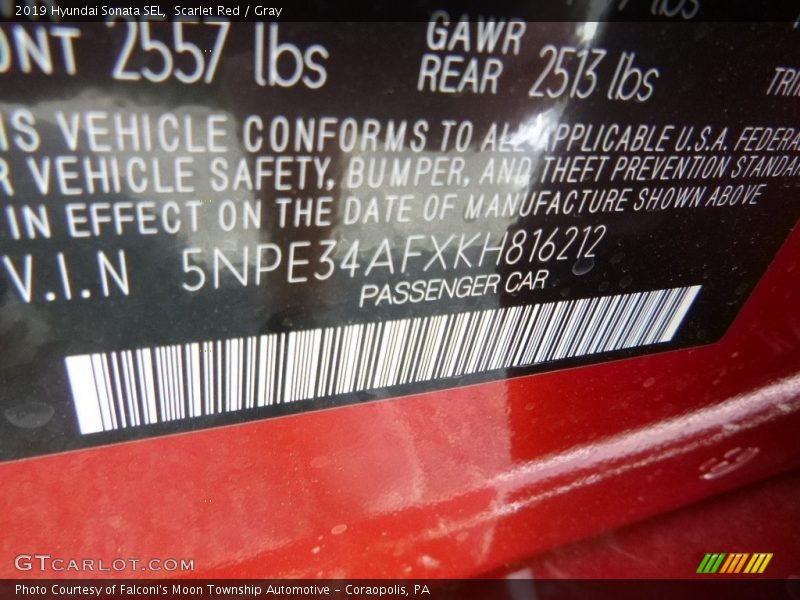 2019 Hyundai Sonata SEL, Scarlet Red / Gray
ONT 2557 lbs GAWR REAR 2513 lbs TRI
IS VEHICLE CONFORMS TO ALL APPLICABLE U.S.A. FEDERA
R VEHICLE SAFETY, BUMPER, AND THEFT PREVENTION STANDAR
IN EFFECT ON THE DATE OF MANUFACTURE SHOWN ABOVE
V.I.N 5NPE34AFXKH816212
PASSENGER CAR
GTCARLOT.COM
Photo Courtesy of Falconi's Moon Township Automotive - Coraopolis, PA